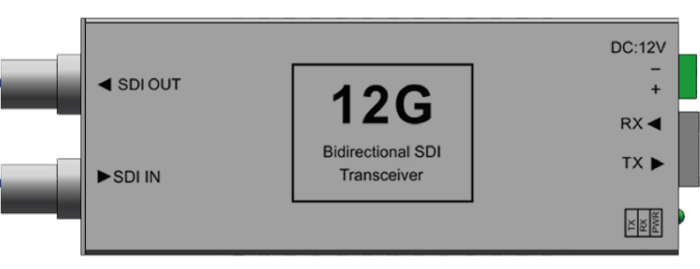 DC:12V
−
+
SDI OUT
12G
Bidirectional SDI
Transceiver
RX
TX
SDI IN
TX
RX
PWR